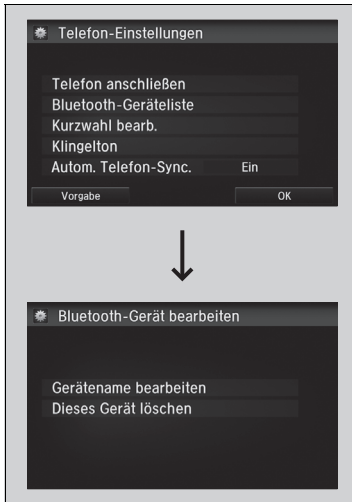 Telefon-Einstellungen
Telefon anschließen
Bluetooth-Geräteliste
Kurzwahl bearb.
Klingelton
Autom. Telefon-Sync. Ein
Vorgabe OK
Bluetooth-Gerät bearbeiten
Gerätename bearbeiten
Dieses Gerät löschen